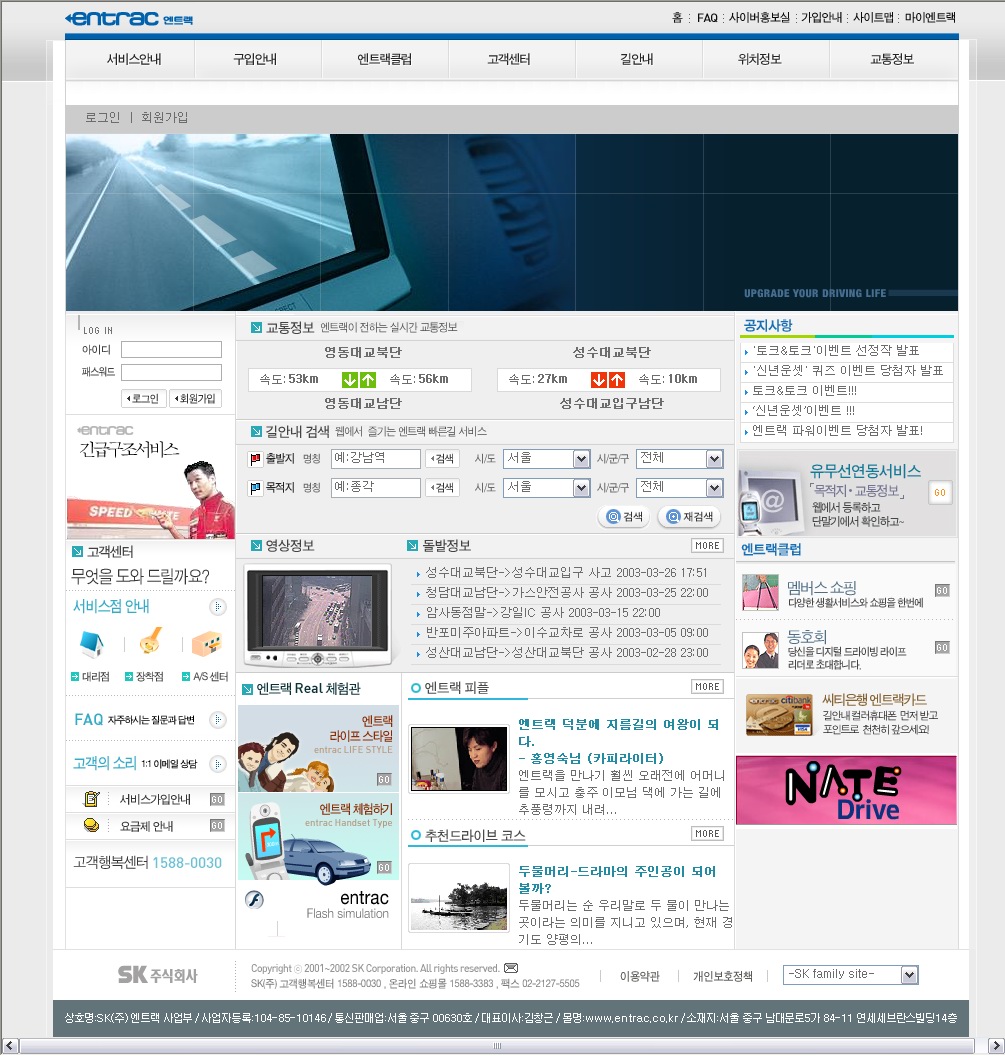 entrac 엔트랙
홈 : FAQ : 사이버홍보실 : 가입안내 : 사이트맵 : 마이엔트랙
서비스안내 구입안내 엔트랙클럽 고객센터 길안내 위치정보 교통정보
로그인 | 회원가입
UPGRADE YOUR DRIVING LIFE
LOG IN
아이디
패스워드
로그인 회원가입
entrac
긴급구조서비스
SPEED
고객센터
무엇을 도와 드릴까요?
서비스점 안내
대리점 장착점 A/S 센터
FAQ 자주하시는 질문과 답변
고객의 소리 1:1 이메일 상담
서비스가입안내 GO
요금제 안내 GO
고객행복센터 1588-0030
교통정보 엔트랙이 전하는 실시간 교통정보
영동대교북단 성수대교북단
속도: 53km 속도: 56km 속도: 27km 속도: 10km
영동대교남단 성수대교입구남단
길안내 검색 웹에서 즐기는 엔트랙 빠른길 서비스
출발지 명칭 예:강남역 검색 시/도 서울 시/군/구 전체
목적지 명칭 예:종각 검색 시/도 서울 시/군/구 전체
검색 재검색
영상정보
돌발정보 MORE
성수대교북단->성수대교입구 사고 2003-03-26 17:51
청담대교남단->가스안전공사 공사 2003-03-25 22:00
암사동점말->강일IC 공사 2003-03-15 22:00
반포미주아파트->이수교차로 공사 2003-03-05 09:00
성산대교남단->성산대교북단 공사 2003-02-28 23:00
엔트랙 Real 체험관
엔트랙
라이프 스타일
entrac LIFE STYLE
GO
엔트랙 체험하기
entrac Handset Type
GO
entrac
Flash simulation
엔트랙 피플 MORE
엔트랙 덕분에 지름길의 여왕이 되
다.
- 홍영숙님 (카피라이터)
엔트랙을 만나기 훨씬 오래전에 어머니
를 모시고 충주 이모님 댁에 가는 길에
추풍령까지 내려...
추천드라이브 코스 MORE
두물머리-드라마의 주인공이 되어
볼까?
두물머리는 순 우리말로 두 물이 만나는
곳이라는 의미를 지니고 있으며, 현재 경
기도 양평의...
공지사항
'토크&토크'이벤트 선정작 발표
'신년운셋' 퀴즈 이벤트 당첨자 발표
토크&토크 이벤트!!!
'신년운셋'이벤트 !!!
엔트랙 파워이벤트 당첨자 발표!
유무선연동서비스
「목적지·교통정보」
웹에서 등록하고
단말기에서 확인하고~
GO
엔트랙클럽
멤버스 쇼핑
다양한 생활서비스와 쇼핑을 한번에
GO
동호회
당신을 디지털 드라이빙 라이프
리더로 초대합니다.
GO
citibank
씨티은행 엔트랙카드
길안내 컬러휴대폰 먼저 받고
포인트로 천천히 갚으세요!
NATE
Drive
SK 주식회사
Copyright ⓒ 2001~2002 SK Corporation. All rights reserved.
SK(주) 고객행복센터 1588-0030 , 온라인 쇼핑몰 1588-3383 , 팩스 02-2127-5505
이용약관 개인보호정책
-SK family site-
상호명:SK(주) 엔트랙 사업부 / 사업자등록:104-85-10146 / 통신판매업:서울 중구 00630호 / 대표이사:김창근 / 몰명:www.entrac.co.kr / 소재지:서울 중구 남대문로5가 84-11 연세세브란스빌딩14층